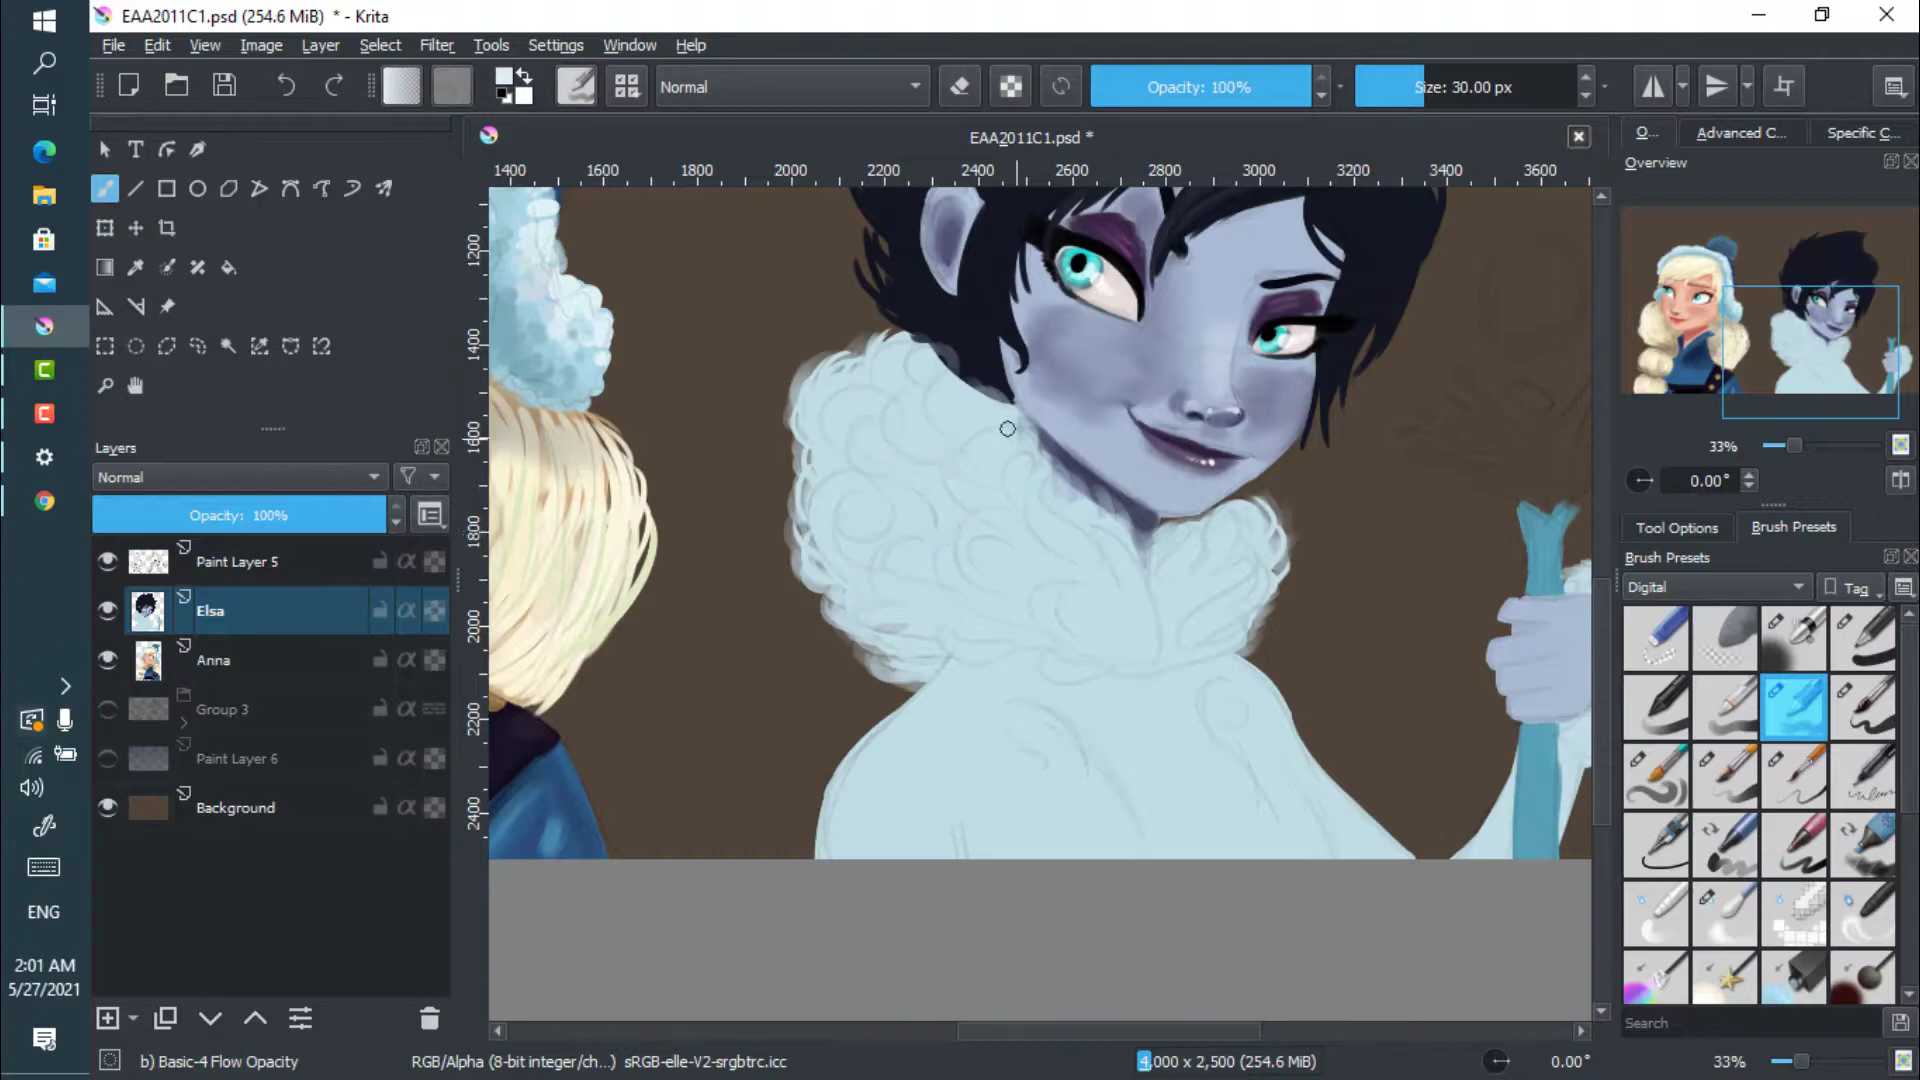 EAA2011C1.psd (254.6 MiB)  * - Krita
File Edit View Image Layer Select Filter Tools Settings Window Help
Normal
Opacity: 100%
Size: 30.00 px
EAA2011C1.psd *
O... Advanced C... Specific C...
Overview
1400 1600 1800 2000 2200 2400 2600 2800 3000 3200 3400 3600
1200
1400
1600
1800
2000
2200
2400
Layers
Normal
Opacity:  100%
Paint Layer 5
Elsa
Anna
Group 3
Paint Layer 6
Background
33%
0.00°
Tool Options Brush Presets
Brush Presets
Digital
Tag
Search
ENG
2:01 AM
5/27/2021
b) Basic-4 Flow Opacity
RGB/Alpha (8-bit integer/ch...)  sRGB-elle-V2-srgbtrc.icc
4,000 x 2,500 (254.6 MiB)
0.00°
33%